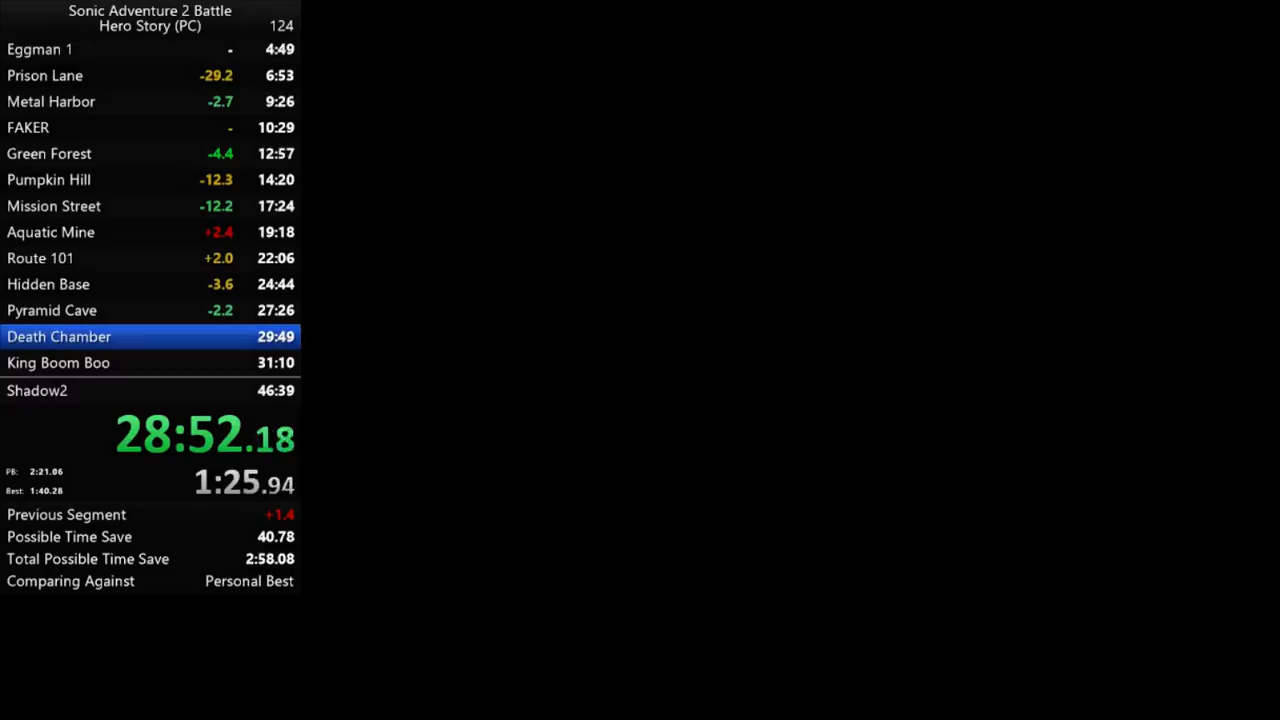 Sonic Adventure 2 Battle
Hero Story (PC) 124
Eggman 1 - 4:49
Prison Lane -29.2 6:53
Metal Harbor -2.7 9:26
FAKER - 10:29
Green Forest -4.4 12:57
Pumpkin Hill -12.3 14:20
Mission Street -12.2 17:24
Aquatic Mine +2.4 19:18
Route 101 +2.0 22:06
Hidden Base -3.6 24:44
Pyramid Cave -2.2 27:26
Death Chamber 29:49
King Boom Boo 31:10
Shadow2 46:39
28:52.18
PB: 2:21.06
1:25.94
Best: 1:40.28
Previous Segment +1.4
Possible Time Save 40.78
Total Possible Time Save 2:58.08
Comparing Against Personal Best